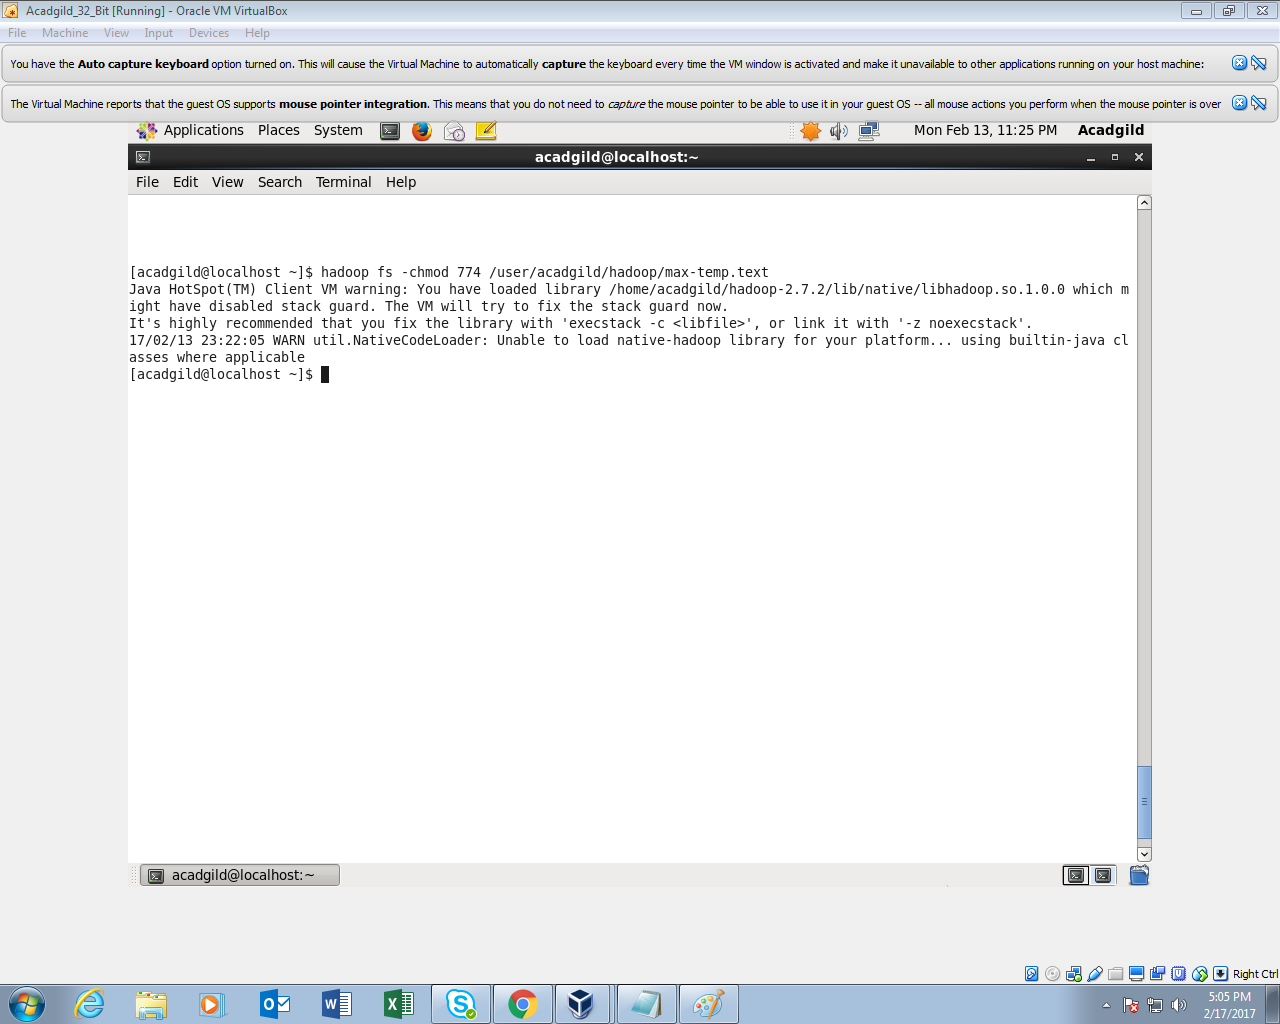 Acadgild_32_Bit [Running] - Oracle VM VirtualBox
File Machine View Input Devices Help
You have the Auto capture keyboard option turned on. This will cause the Virtual Machine to automatically capture the keyboard every time the VM window is activated and make it unavailable to other applications running on your host machine:
The Virtual Machine reports that the guest OS supports mouse pointer integration. This means that you do not need to capture the mouse pointer to be able to use it in your guest OS -- all mouse actions you perform when the mouse pointer is over
Applications Places System Mon Feb 13, 11:25 PM Acadgild
acadgild@localhost:~
File Edit View Search Terminal Help
[acadgild@localhost ~]$ hadoop fs -chmod 774 /user/acadgild/hadoop/max-temp.text
Java HotSpot(TM) Client VM warning: You have loaded library /home/acadgild/hadoop-2.7.2/lib/native/libhadoop.so.1.0.0 which m
ight have disabled stack guard. The VM will try to fix the stack guard now.
It's highly recommended that you fix the library with 'execstack -c <libfile>', or link it with '-z noexecstack'.
17/02/13 23:22:05 WARN util.NativeCodeLoader: Unable to load native-hadoop library for your platform... using builtin-java cl
asses where applicable
[acadgild@localhost ~]$
acadgild@localhost:~
Right Ctrl
5:05 PM
2/17/2017